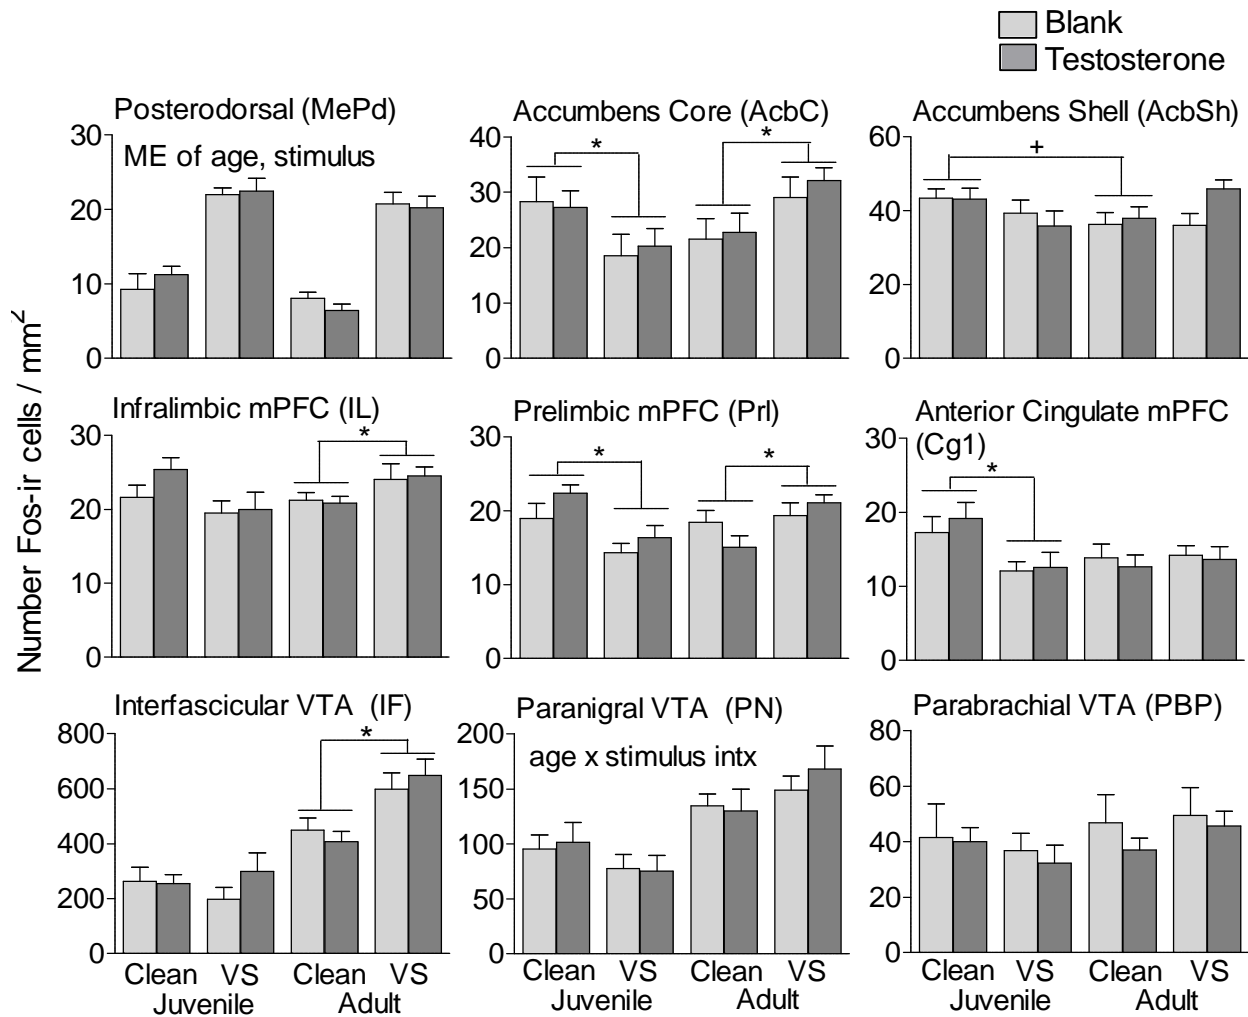 Blank
Testosterone
Number Fos-ir cells / mm2
Posterodorsal (MePd)
ME of age, stimulus
30
20
10
0
Accumbens Core (AcbC)
*
*
40
30
20
10
0
Accumbens Shell (AcbSh)
+
60
40
20
0
Infralimbic mPFC (IL)
*
30
20
10
0
Prelimbic mPFC (Prl)
*
*
30
20
10
0
Anterior Cingulate mPFC
(Cg1)
*
30
20
10
0
Interfascicular VTA (IF)
*
800
600
400
200
0
Clean VS Clean VS
Juvenile Adult
Paranigral VTA (PN)
age x stimulus intx
200
150
100
50
0
Clean VS Clean VS
Juvenile Adult
Parabrachial VTA (PBP)
80
60
40
20
0
Clean VS Clean VS
Juvenile Adult